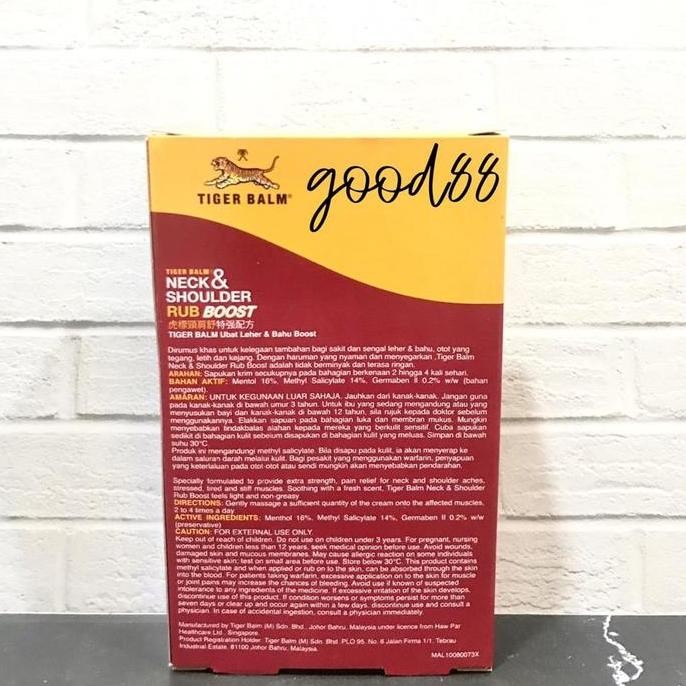 good88
TIGER BALM®
TIGER BALM®
NECK &
SHOULDER
RUB BOOST
虎標頸肩舒特强配方
TIGER BALM Ubat Leher & Bahu Boost
Dirumus khas untuk kelegaan tambahan bagi sakit dan sengal leher & bahu, otot yang
tegang, letih dan kejang. Dengan haruman yang nyaman dan menyegarkan ,Tiger Balm
Neck & Shoulder Rub Boost adalah tidak berminyak dan terasa ringan.
ARAHAN: Sapukan krim secukupnya pada bahagian berkenaan 2 hingga 4 kali sehari.
BAHAN AKTIF: Mentol 16%, Methyl Salicylate 14%, Germaben II 0.2% w/w (bahan
pengawet).
AMARAN: UNTUK KEGUNAAN LUAR SAHAJA. Jauhkan dari kanak-kanak. Jangan guna
pada kanak-kanak di bawah umur 3 tahun. Untuk ibu yang sedang mengandung atau yang
menyusukan bayi dan kanak-kanak di bawah 12 tahun, sila rujuk kepada doktor sebelum
menggunakannya. Elakkan sapuan pada bahagian luka dan membran mukus. Mungkin
menyebabkan tindakbalas alahan kepada mereka yang berkulit sensitif. Cuba sapukan
sedikit di bahagian kulit sebelum disapukan di bahagian kulit yang meluas. Simpan di bawah
suhu 30°C.
Produk ini mengandungi methyl salicylate. Bila disapu pada kulit, ia akan menyerap ke
dalam saluran darah melalui kulit. Bagi pesakit yang menggunakan warfarin, penyapuan
yang keterlaluan pada otot otot atau sendi mungkin akan menyebabkan pendarahan.
Specially formulated to provide extra strength, pain relief for neck and shoulder aches,
stressed, tired and stiff muscles. Soothing with a fresh scent, Tiger Balm Neck & Shoulder
Rub Boost feels light and non-greasy
DIRECTIONS: Gently massage a sufficient quantity of the cream onto the affected muscles.
2 to 4 times a day
ACTIVE INGREDIENTS: Menthol 16%, Methyl Salicylate 14%, Germaben II 0.2% w/w
(preservative)
CAUTION: FOR EXTERNAL USE ONLY
Keep out of reach of children. Do not use on children under 3 years. For pregnant, nursing
women and children less than 12 years, seek medical opinion before use. Avoid wounds,
damaged skin and mucous membranes. May cause allergic reaction on some individuals
with sensitive skin; test on small area before use. Store below 30°C. This product contains
methyl salicylate and when applied or rub on to the skin, can be absorbed through the skin
into the blood. For patients taking warfarin, excessive application on to the skin for muscle
or joint pains may increase the chances of bleeding. Avoid use if known of suspected
intolerance to any ingredients of the medicine. If excessive irritation of the skin develops,
discontinue use of this product. If condition worsens or symptoms persist for more than
seven days or clear up and occur again within a few days, discontinue use and consult a
physician. In case of accidental ingestion, consult a physician immediately.
Manufactured by Tiger Balm (M) Sdn. Bhd., Johor Bahru, Malaysia under licence from Haw Par
Healthcare Ltd., Singapore.
Product Registration Holder: Tiger Balm (M) Sdn. Bhd. PLO 95, No. 6 Jalan Firma 1/1, Tebrau
Industrial Estate, 81100 Johor Bahru, Malaysia.
MAL10080073X